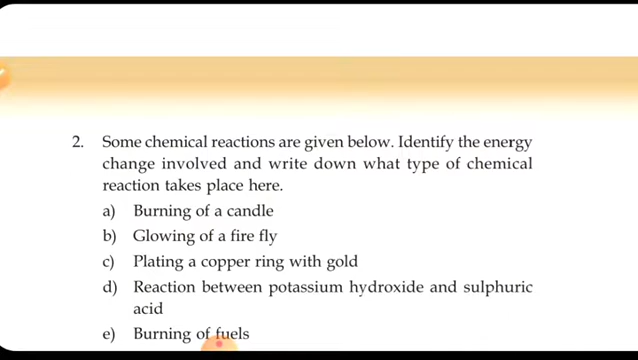 2. Some chemical reactions are given below. Identify the energy
change involved and write down what type of chemical
reaction takes place here.
a) Burning of a candle
b) Glowing of a fire fly
c) Plating a copper ring with gold
d) Reaction between potassium hydroxide and sulphuric
acid
e) Burning of fuels